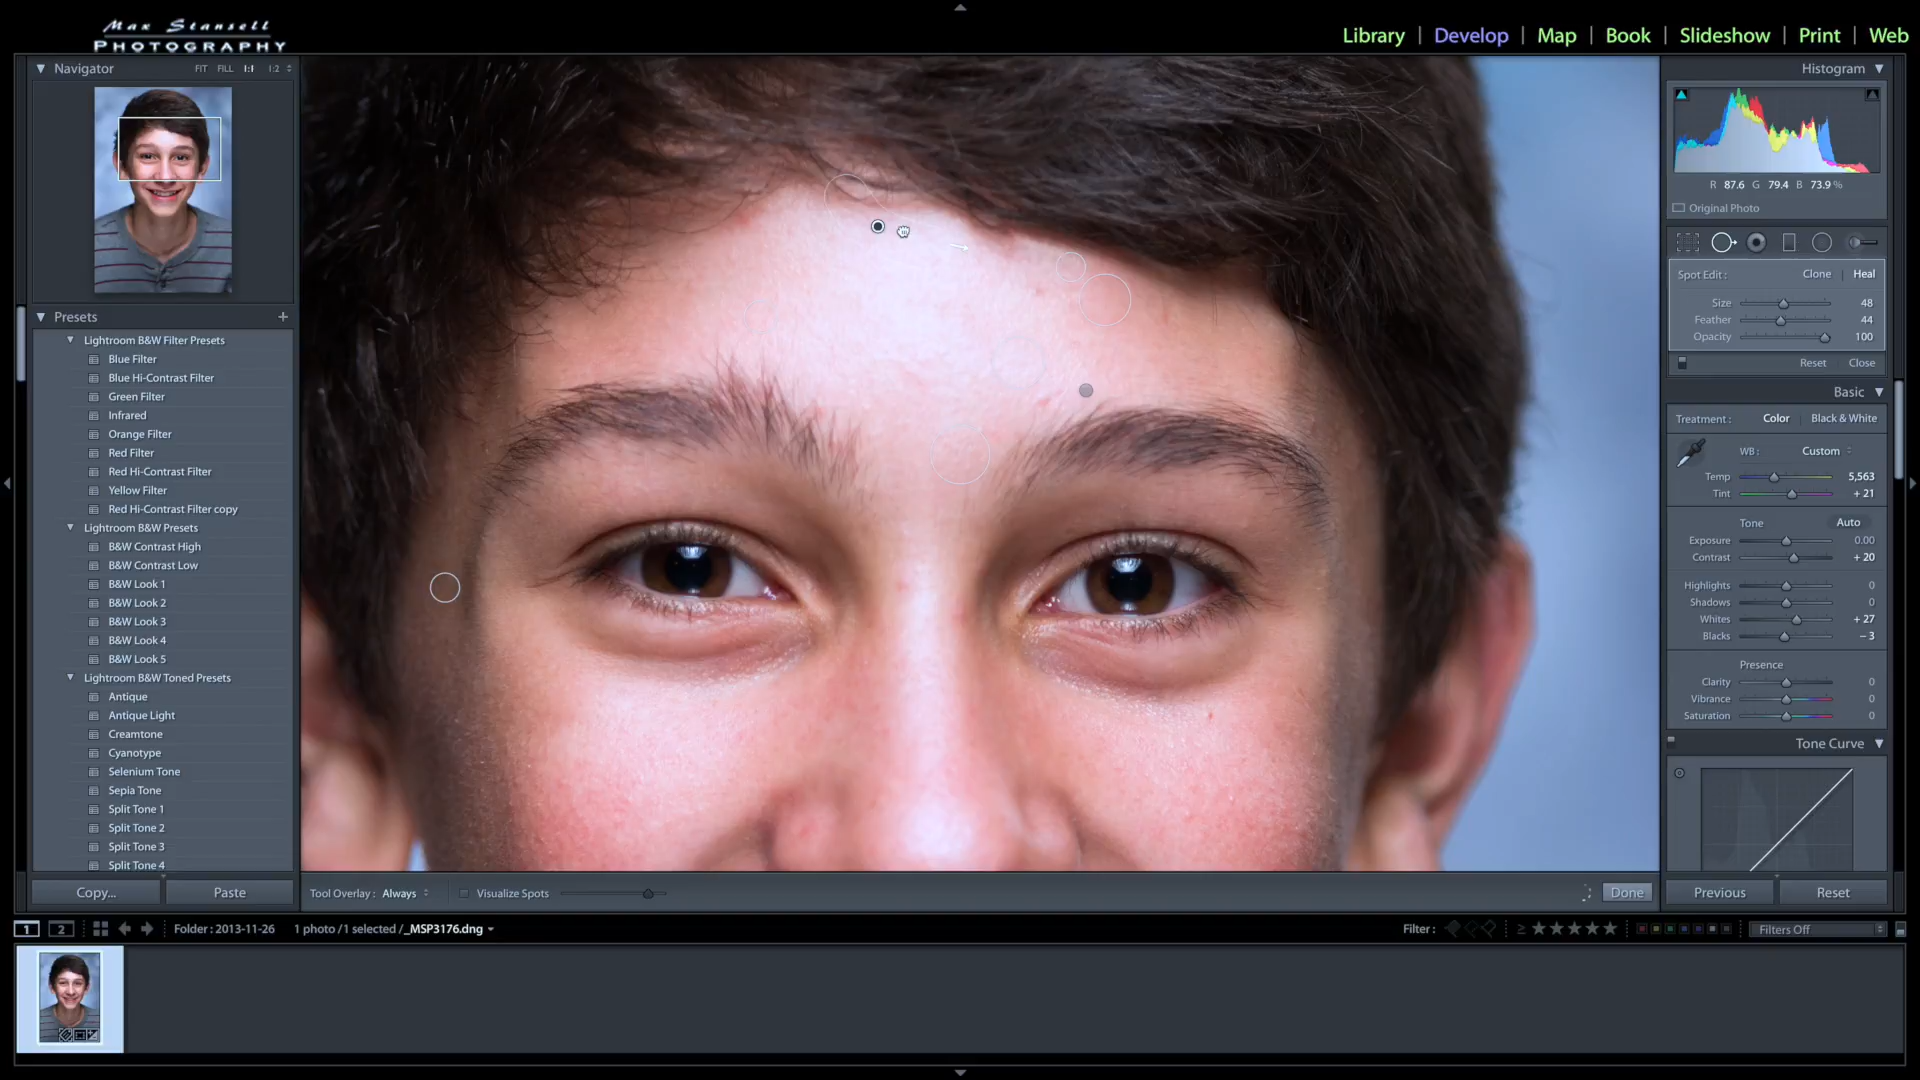 Max Stansell
PHOTOGRAPHY
Library | Develop | Map | Book | Slideshow | Print | Web
Navigator FIT FILL 1:1 1:2
Presets +
Lightroom B&W Filter Presets
Blue Filter
Blue Hi-Contrast Filter
Green Filter
Infrared
Orange Filter
Red Filter
Red Hi-Contrast Filter
Yellow Filter
Red Hi-Contrast Filter copy
Lightroom B&W Presets
B&W Contrast High
B&W Contrast Low
B&W Look 1
B&W Look 2
B&W Look 3
B&W Look 4
B&W Look 5
Lightroom B&W Toned Presets
Antique
Antique Light
Creamtone
Cyanotype
Selenium Tone
Sepia Tone
Split Tone 1
Split Tone 2
Split Tone 3
Split Tone 4
Copy... Paste
Tool Overlay : Always Visualize Spots Done
Histogram
R 87.6 G 79.4 B 73.9 %
Original Photo
Spot Edit : Clone | Heal
Size 48
Feather 44
Opacity 100
Reset Close
Basic
Treatment : Color | Black & White
WB : Custom
Temp 5,563
Tint + 21
Tone Auto
Exposure 0.00
Contrast + 20
Highlights 0
Shadows 0
Whites + 27
Blacks – 3
Presence
Clarity 0
Vibrance 0
Saturation 0
Tone Curve
Previous Reset
1 2 Folder : 2013-11-26 1 photo /1 selected /_MSP3176.dng Filter : ≥ ★★★★★ Filters Off